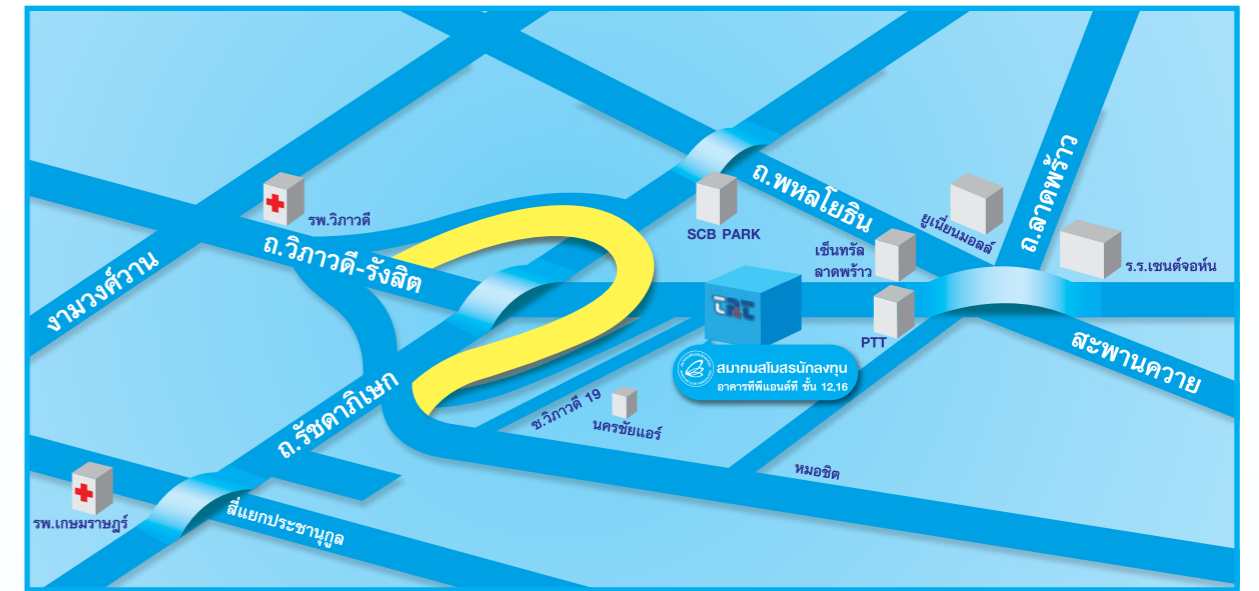 ถ.ลาดพร้าว
ถ.พหลโยธิน
รพ.วิภาวดี
SCB PARK
ยูเนี่ยนมอลล์
ถ.วิภาวดี-รังสิต
เซ็นทรัล
ลาดพร้าว
ร.ร.เซนต์จอห์น
งามวงศ์วาน
PTT
สะพานควาย
สมาคมสโมสรนักลงทุน
อาคารทีพีแอนด์ที ชั้น 12,16
ถ.รัชดาภิเษก
ซ.วิภาวดี 19
นครชัยแอร์
หมอชิต
รพ.เกษมราษฎร์
สี่แยกประชานุกูล